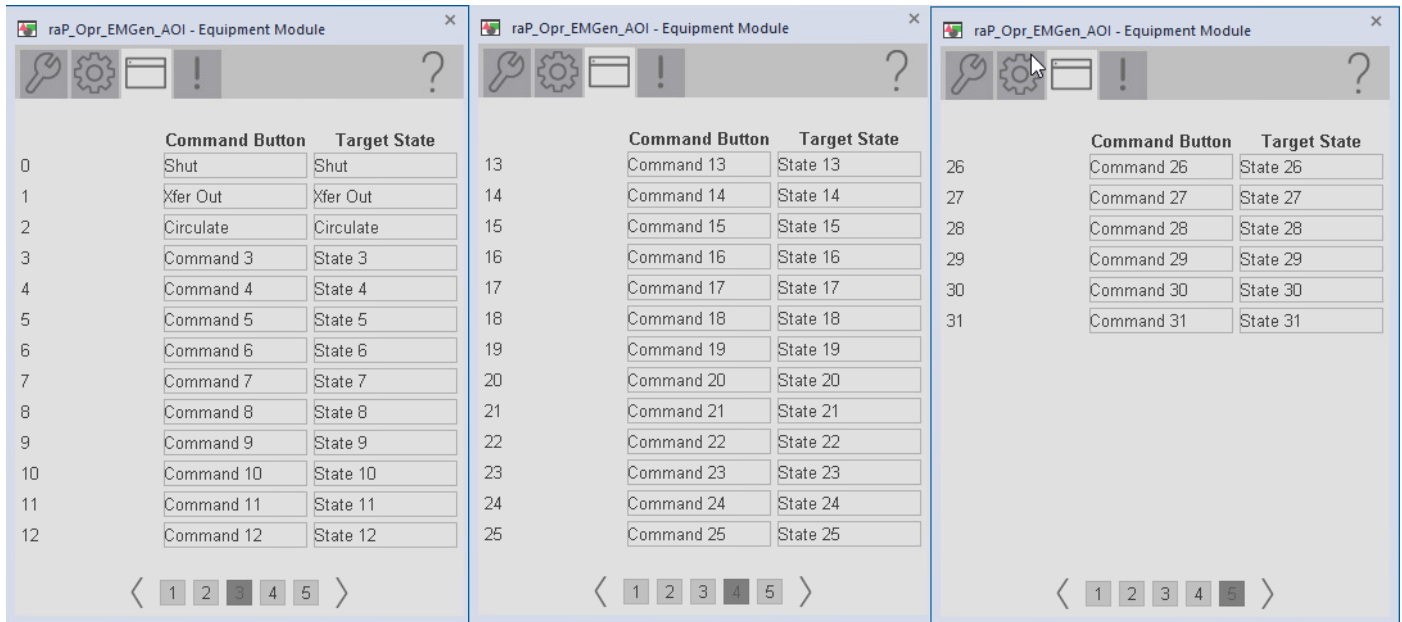 raP_Opr_EMGen_AOI - Equipment Module
Command Button Target State
0 Shut Shut
1 Xfer Out Xfer Out
2 Circulate Circulate
3 Command 3 State 3
4 Command 4 State 4
5 Command 5 State 5
6 Command 6 State 6
7 Command 7 State 7
8 Command 8 State 8
9 Command 9 State 9
10 Command 10 State 10
11 Command 11 State 11
12 Command 12 State 12
1 2 3 4 5
raP_Opr_EMGen_AOI - Equipment Module
Command Button Target State
13 Command 13 State 13
14 Command 14 State 14
15 Command 15 State 15
16 Command 16 State 16
17 Command 17 State 17
18 Command 18 State 18
19 Command 19 State 19
20 Command 20 State 20
21 Command 21 State 21
22 Command 22 State 22
23 Command 23 State 23
24 Command 24 State 24
25 Command 25 State 25
1 2 3 4 5
raP_Opr_EMGen_AOI - Equipment Module
Command Button Target State
26 Command 26 State 26
27 Command 27 State 27
28 Command 28 State 28
29 Command 29 State 29
30 Command 30 State 30
31 Command 31 State 31
1 2 3 4 5